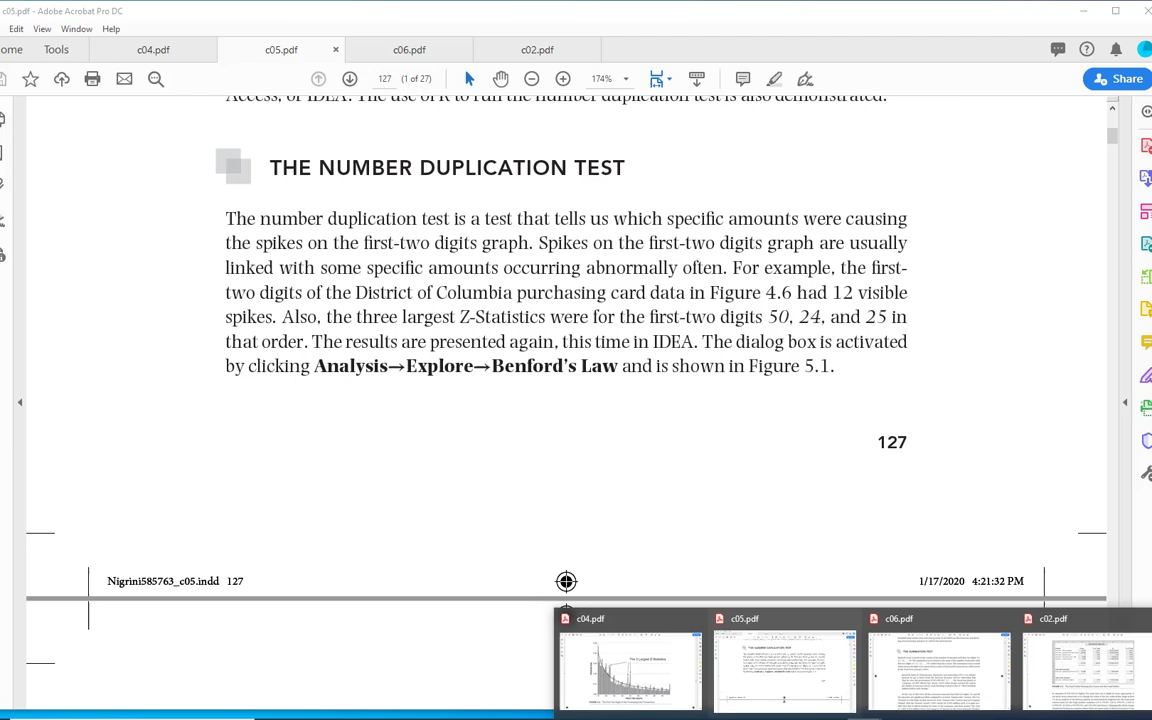 c05.pdf - Adobe Acrobat Pro DC
Edit View Window Help
ome Tools c04.pdf c05.pdf × c06.pdf c02.pdf
127 (1 of 27) 174% Share
Access, or IDEA. The use of R to run the number duplication test is also demonstrated.
THE NUMBER DUPLICATION TEST
The number duplication test is a test that tells us which specific amounts were causing
the spikes on the first-two digits graph. Spikes on the first-two digits graph are usually
linked with some specific amounts occurring abnormally often. For example, the first-
two digits of the District of Columbia purchasing card data in Figure 4.6 had 12 visible
spikes. Also, the three largest Z-Statistics were for the first-two digits 50, 24, and 25 in
that order. The results are presented again, this time in IDEA. The dialog box is activated
by clicking Analysis→Explore→Benford's Law and is shown in Figure 5.1.
127
Nigrini585763_c05.indd 127 1/17/2020 4:21:32 PM
c04.pdf c05.pdf c06.pdf c02.pdf
THE NUMBER DUPLICATION TEST
THE SUMMATION TEST